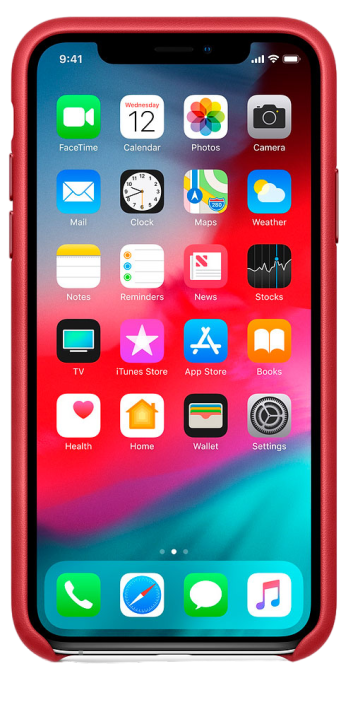 9:41
FaceTime
Wednesday
12
Calendar
Photos
Camera
Mail
Clock
280
Maps
Weather
Notes
Reminders
News
Stocks
TV
iTunes Store
App Store
Books
Health
Home
Wallet
Settings